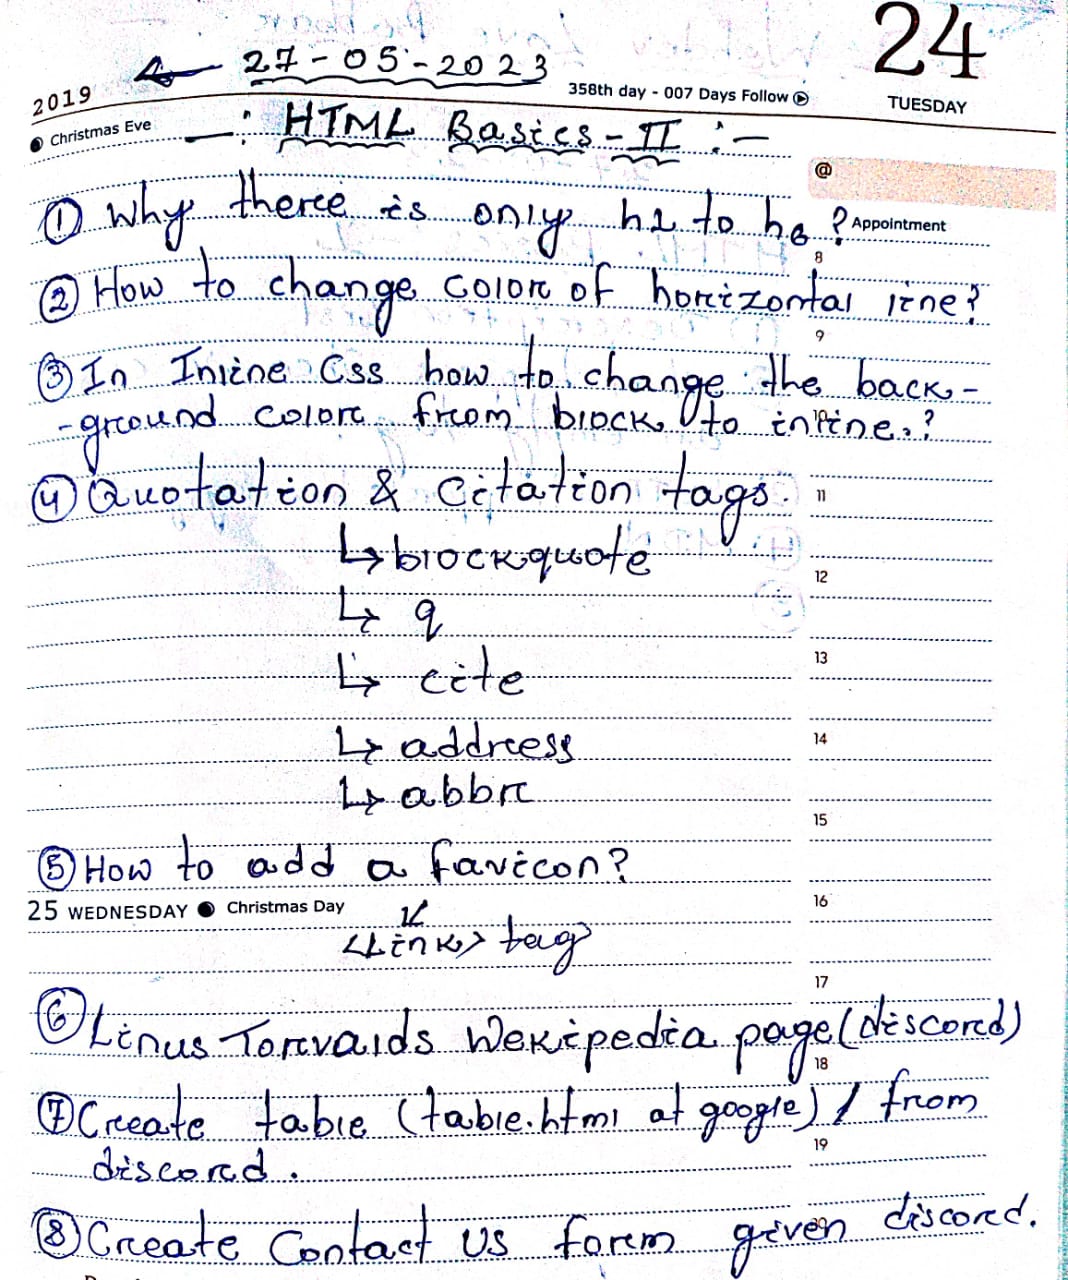 27-05-2023
24
2019
358th day - 007 Days Follow
TUESDAY
Christmas Eve
—: HTML Basics-II :—
@
① Why there is only h1 to h6?
Appointment
8
② How to change color of horizontal line?
9
③ In Inline Css how to change the back-
-ground color from block to inline.?
④ Quotation & Citation tags.
11
↳ blockquote
12
↳ q
13
↳ cite
14
↳ address
↳ abbr
15
⑤ How to add a favicon?
16
25 WEDNESDAY Christmas Day
<Link> tag
17
⑥ Linus Torvalds Wekipedia page (discord)
18
⑦ Create table (table.html at google) / from
19
discord.
⑧ Create Contact Us form given discord.